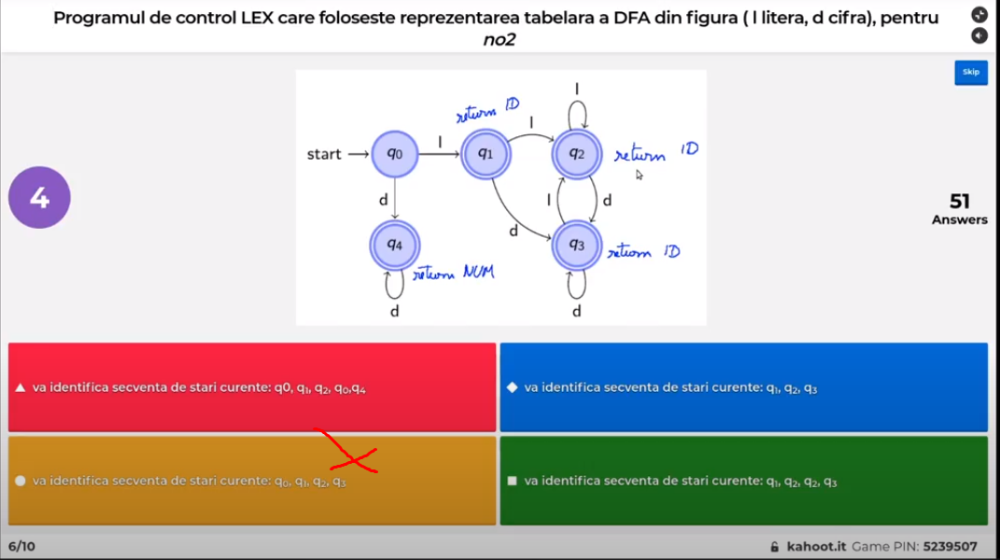 Programul de control LEX care foloseste reprezentarea tabelara a DFA din figura ( l litera, d cifra), pentru
no2
Skip
4
51
Answers
return ID
l
start
l
l
q0
q1
q2
return ID
d
l
d
d
q4
q3
return NUM
return ID
d
d
va identifica secventa de stari curente: q0, q₁, q₂, q₀,q₄
va identifica secventa de stari curente: q₁, q₂, q₃
va identifica secventa de stari curente: q₀, q₁, q₂, q₃
va identifica secventa de stari curente: q₁, q₂, q₂, q₃
6/10
kahoot.it Game PIN: 5239507